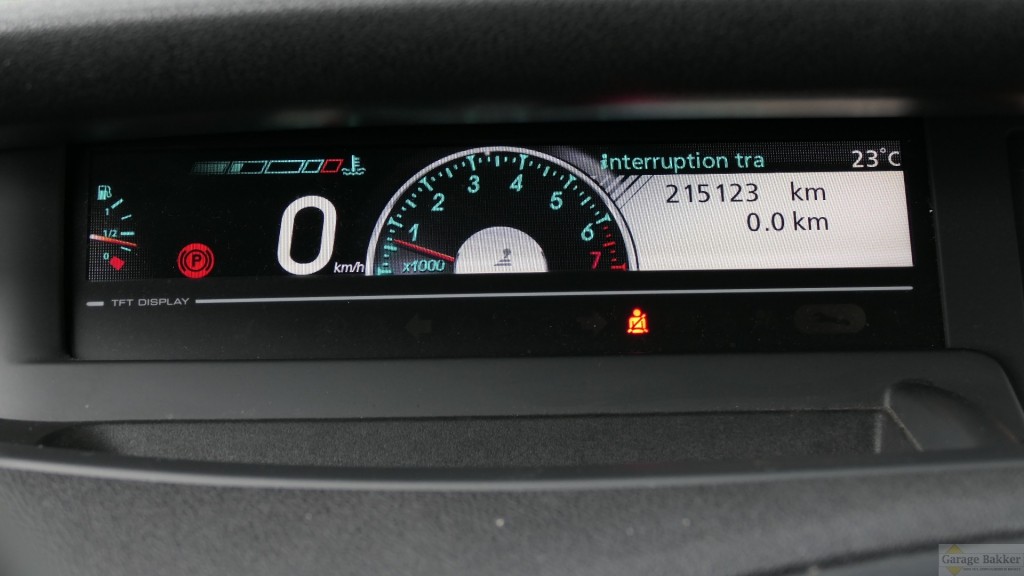 interruption tra
23°C
215123 km
0.0 km
1
1/2
0
P
0
km/h
1
2
3
4
5
6
7
x1000
TFT DISPLAY
Garage Bakker